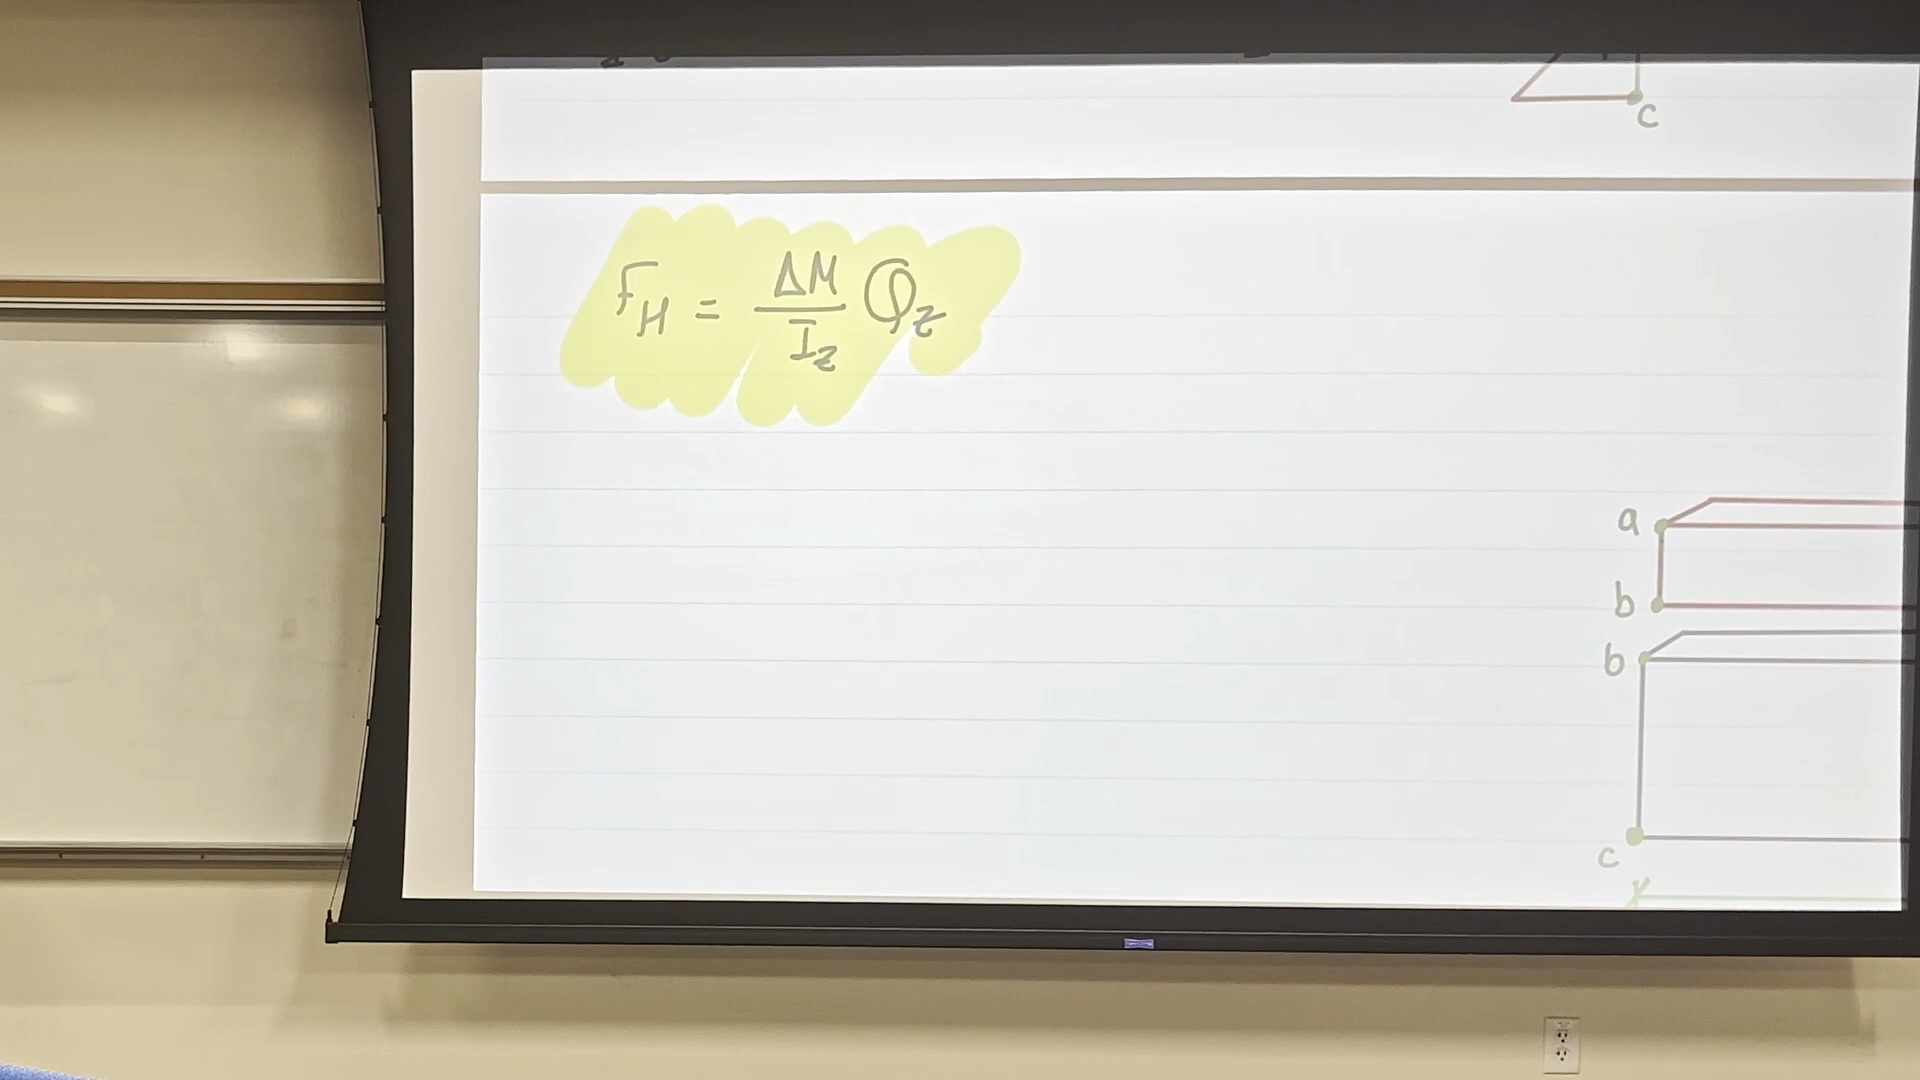 c
F_H = ΔM/I_z Q_z
a
b
b
c